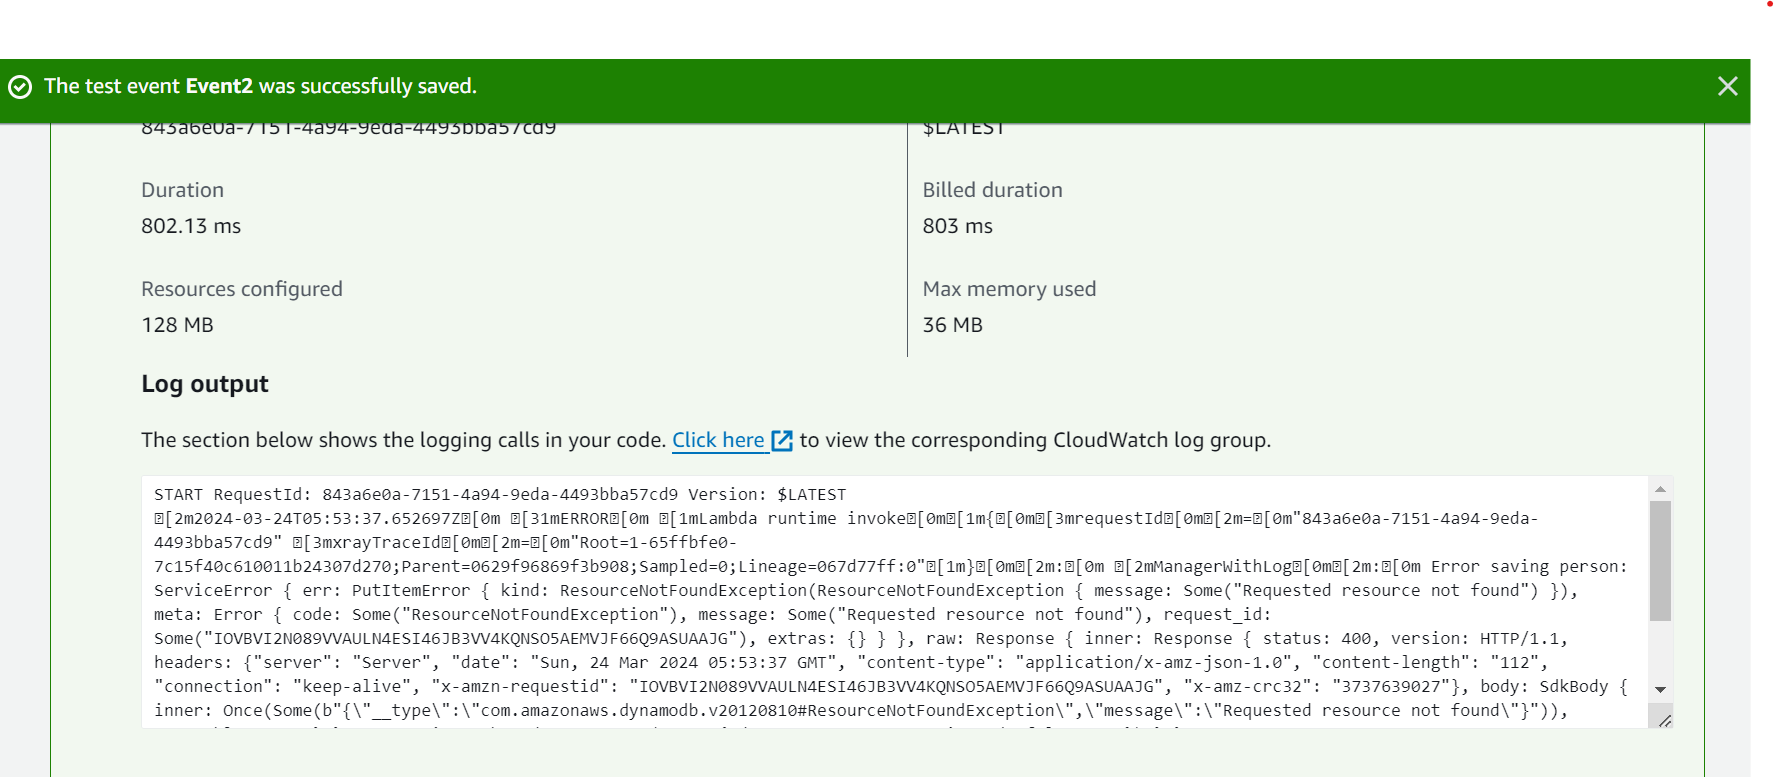 The test event Event2 was successfully saved.
843a6e0a-7151-4a94-9eda-4493bba57cd9
$LATEST
Duration
802.13 ms
Billed duration
803 ms
Resources configured
128 MB
Max memory used
36 MB
Log output
The section below shows the logging calls in your code. Click here to view the corresponding CloudWatch log group.
START RequestId: 843a6e0a-7151-4a94-9eda-4493bba57cd9 Version: $LATEST
[2m2024-03-24T05:53:37.652697Z[0m [31mERROR[0m [1mLambda runtime invoke[0m[1m{[0m[3mrequestId[0m[2m=[0m"843a6e0a-7151-4a94-9eda-
4493bba57cd9" [3mxrayTraceId[0m[2m=[0m"Root=1-65ffbfe0-
7c15f40c610011b24307d270;Parent=0629f96869f3b908;Sampled=0;Lineage=067d77ff:0"[1m}[0m[2m:[0m [2mManagerWithLog[0m[2m:[0m Error saving person:
ServiceError { err: PutItemError { kind: ResourceNotFoundException(ResourceNotFoundException { message: Some("Requested resource not found") }),
meta: Error { code: Some("ResourceNotFoundException"), message: Some("Requested resource not found"), request_id:
Some("IOVBVI2N089VVAULN4ESI46JB3VV4KQNSO5AEMVJF66Q9ASUAAJG"), extras: {} } }, raw: Response { inner: Response { status: 400, version: HTTP/1.1,
headers: {"server": "Server", "date": "Sun, 24 Mar 2024 05:53:37 GMT", "content-type": "application/x-amz-json-1.0", "content-length": "112",
"connection": "keep-alive", "x-amzn-requestid": "IOVBVI2N089VVAULN4ESI46JB3VV4KQNSO5AEMVJF66Q9ASUAAJG", "x-amz-crc32": "3737639027"}, body: SdkBody {
inner: Once(Some(b"{\"__type\":\"com.amazonaws.dynamodb.v20120810#ResourceNotFoundException\",\"message\":\"Requested resource not found\"}")),